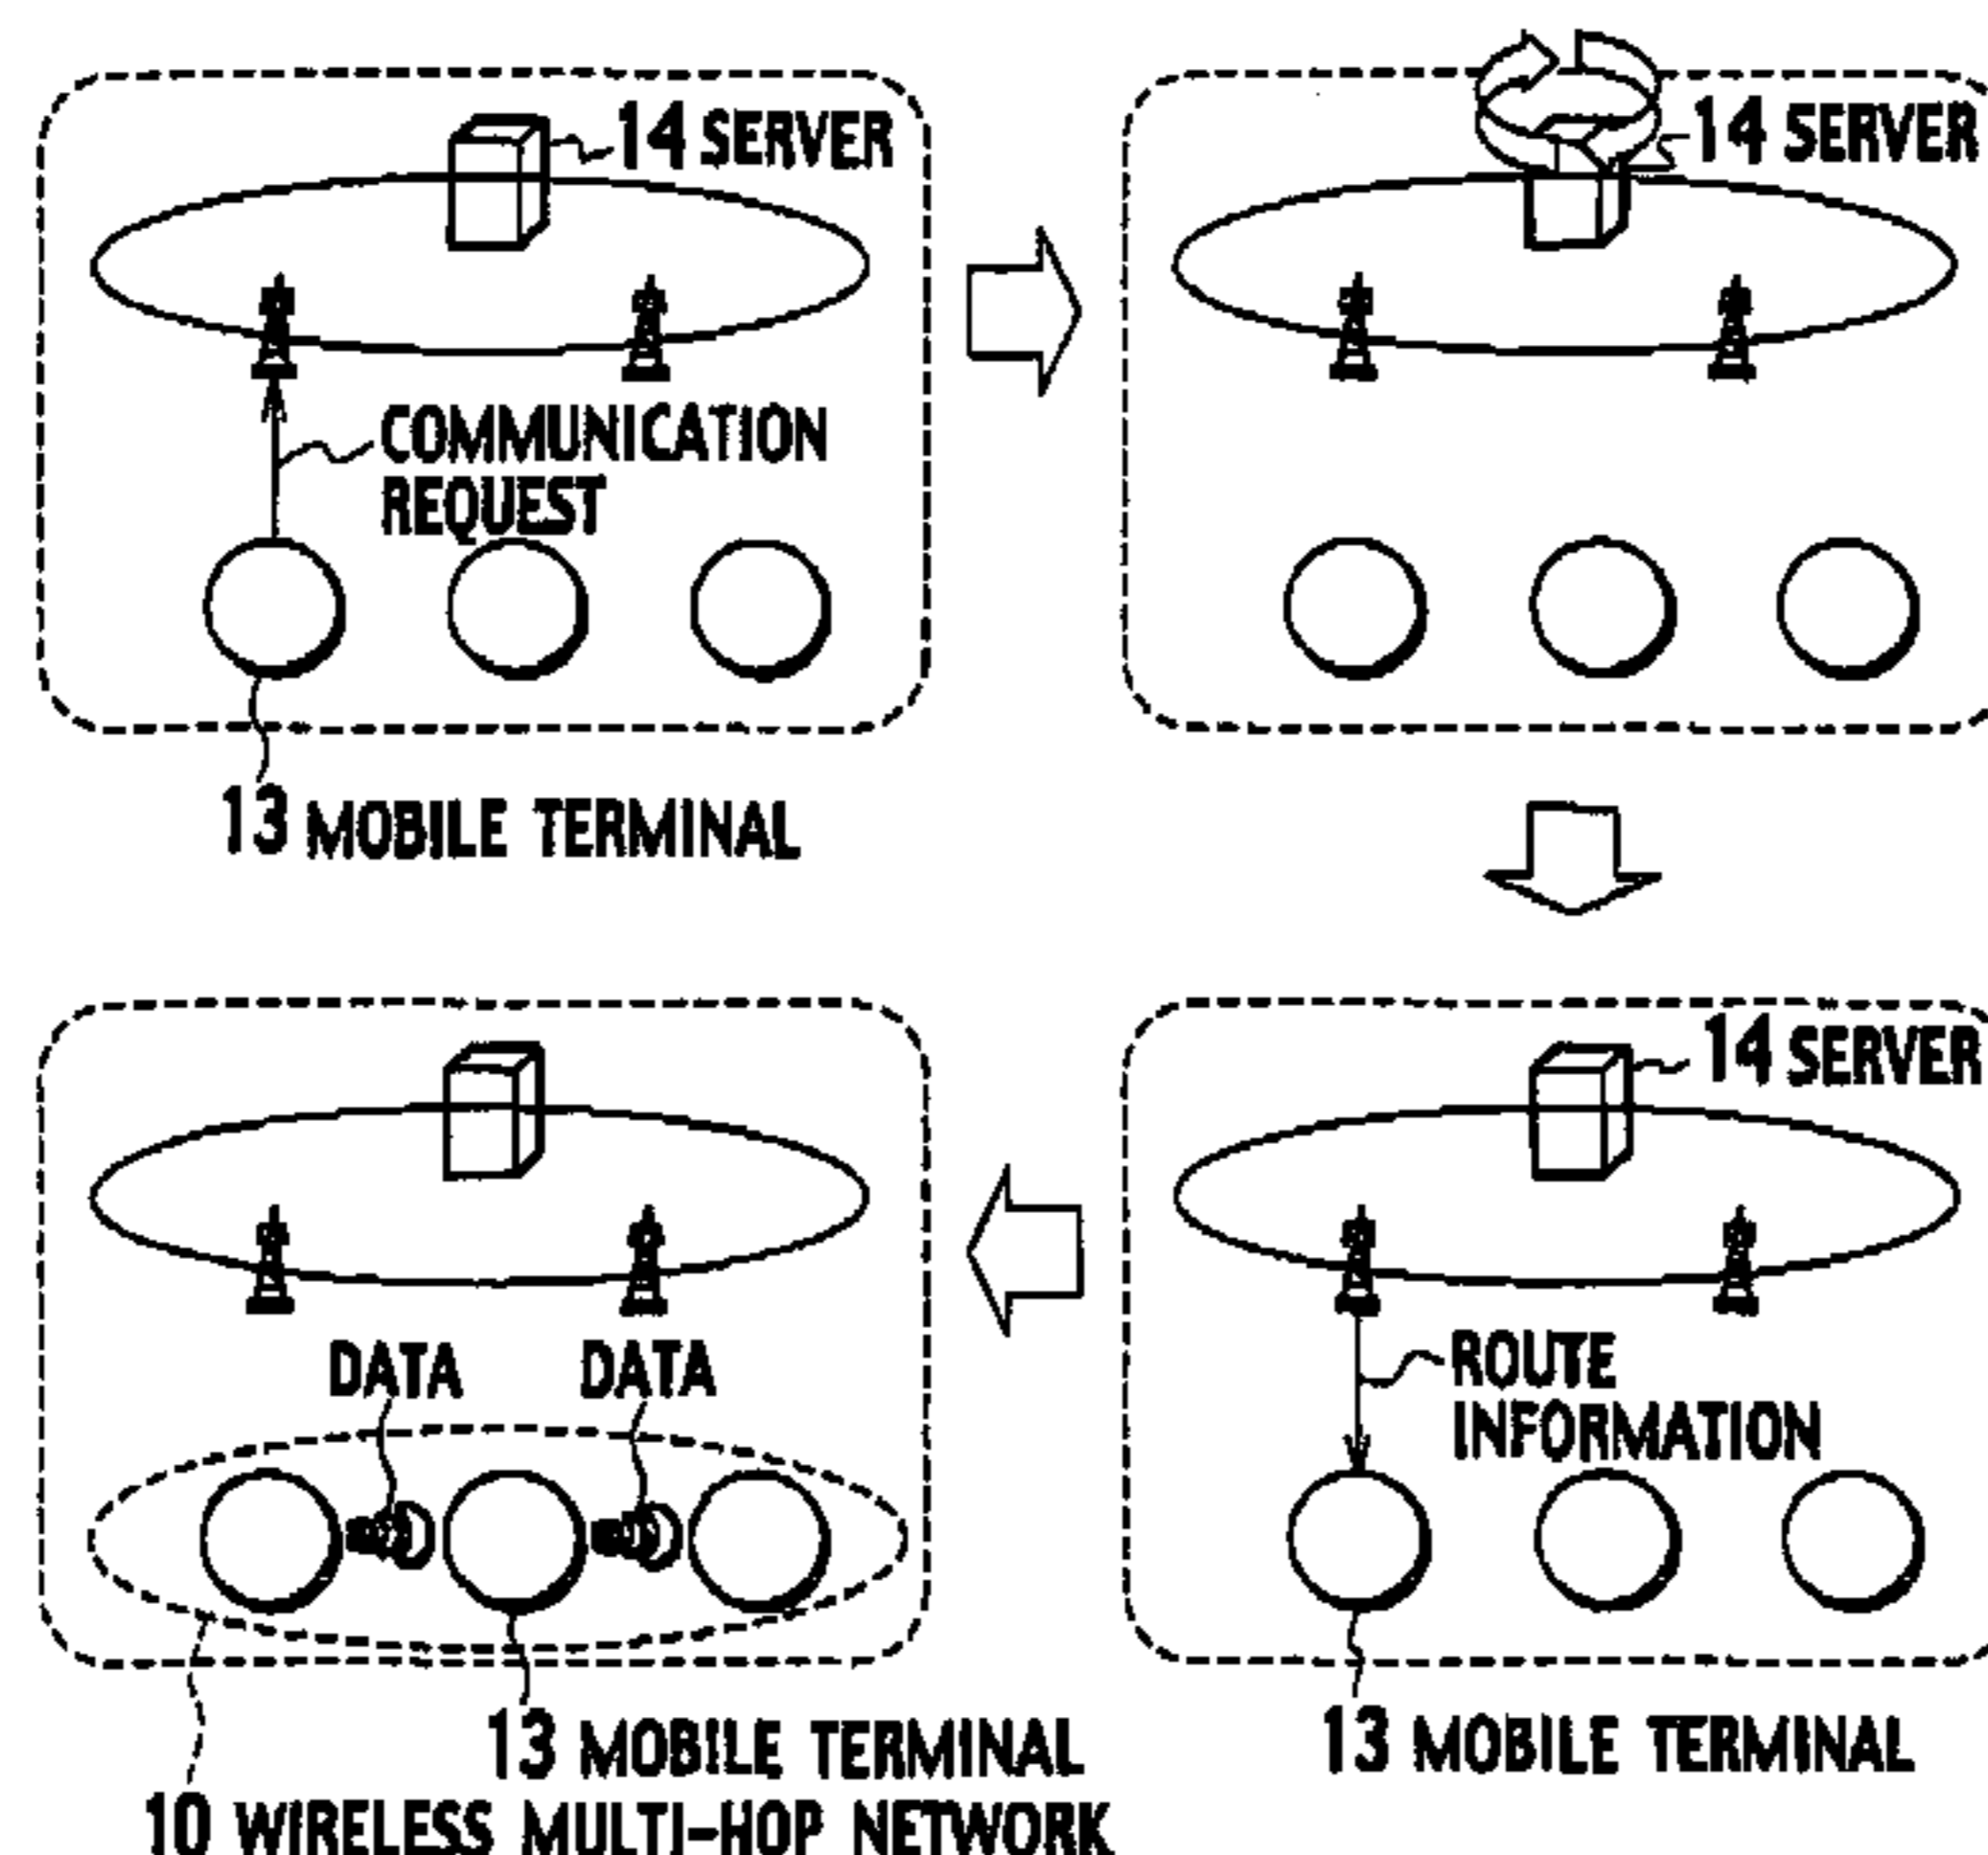 14 SERVER
COMMUNICATION
REQUEST
13 MOBILE TERMINAL
14 SERVER
14 SERVER
ROUTE
INFORMATION
13 MOBILE TERMINAL
DATA DATA
13 MOBILE TERMINAL
10 WIRELESS MULTI-HOP NETWORK